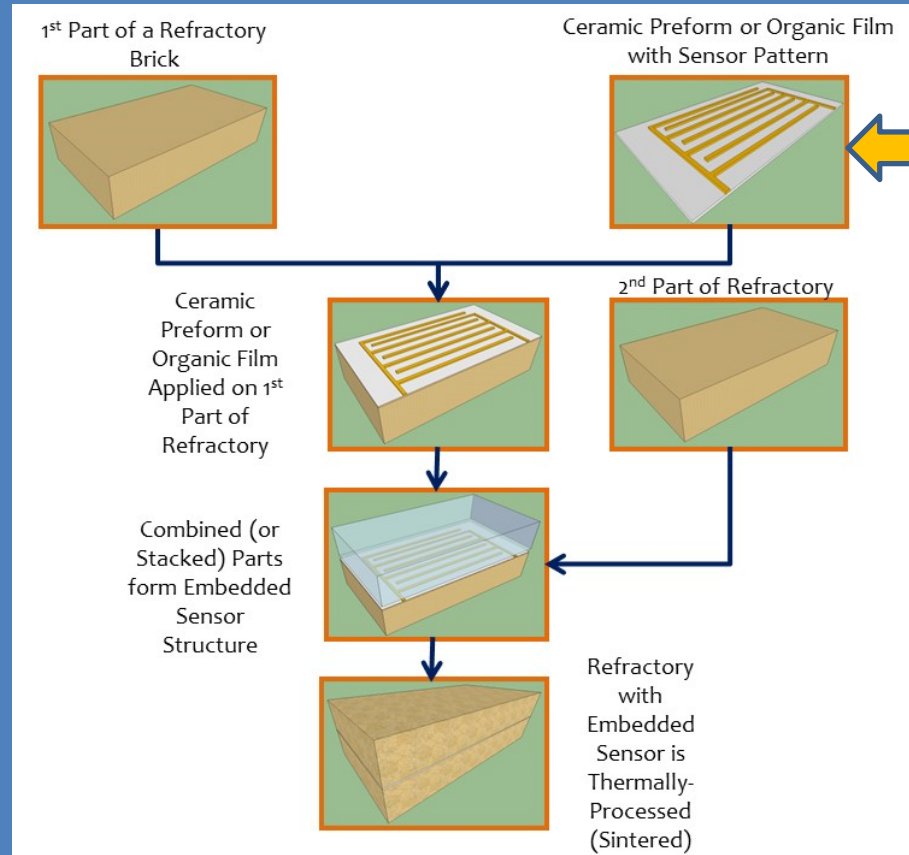 1st Part of a Refractory
Brick
Ceramic Preform or Organic Film
with Sensor Pattern
Ceramic
Preform or
Organic Film
Applied on 1st
Part of
Refractory
2nd Part of Refractory
Combined (or
Stacked) Parts
form Embedded
Sensor
Structure
Refractory
with
Embedded
Sensor is
Thermally-
Processed
(Sintered)